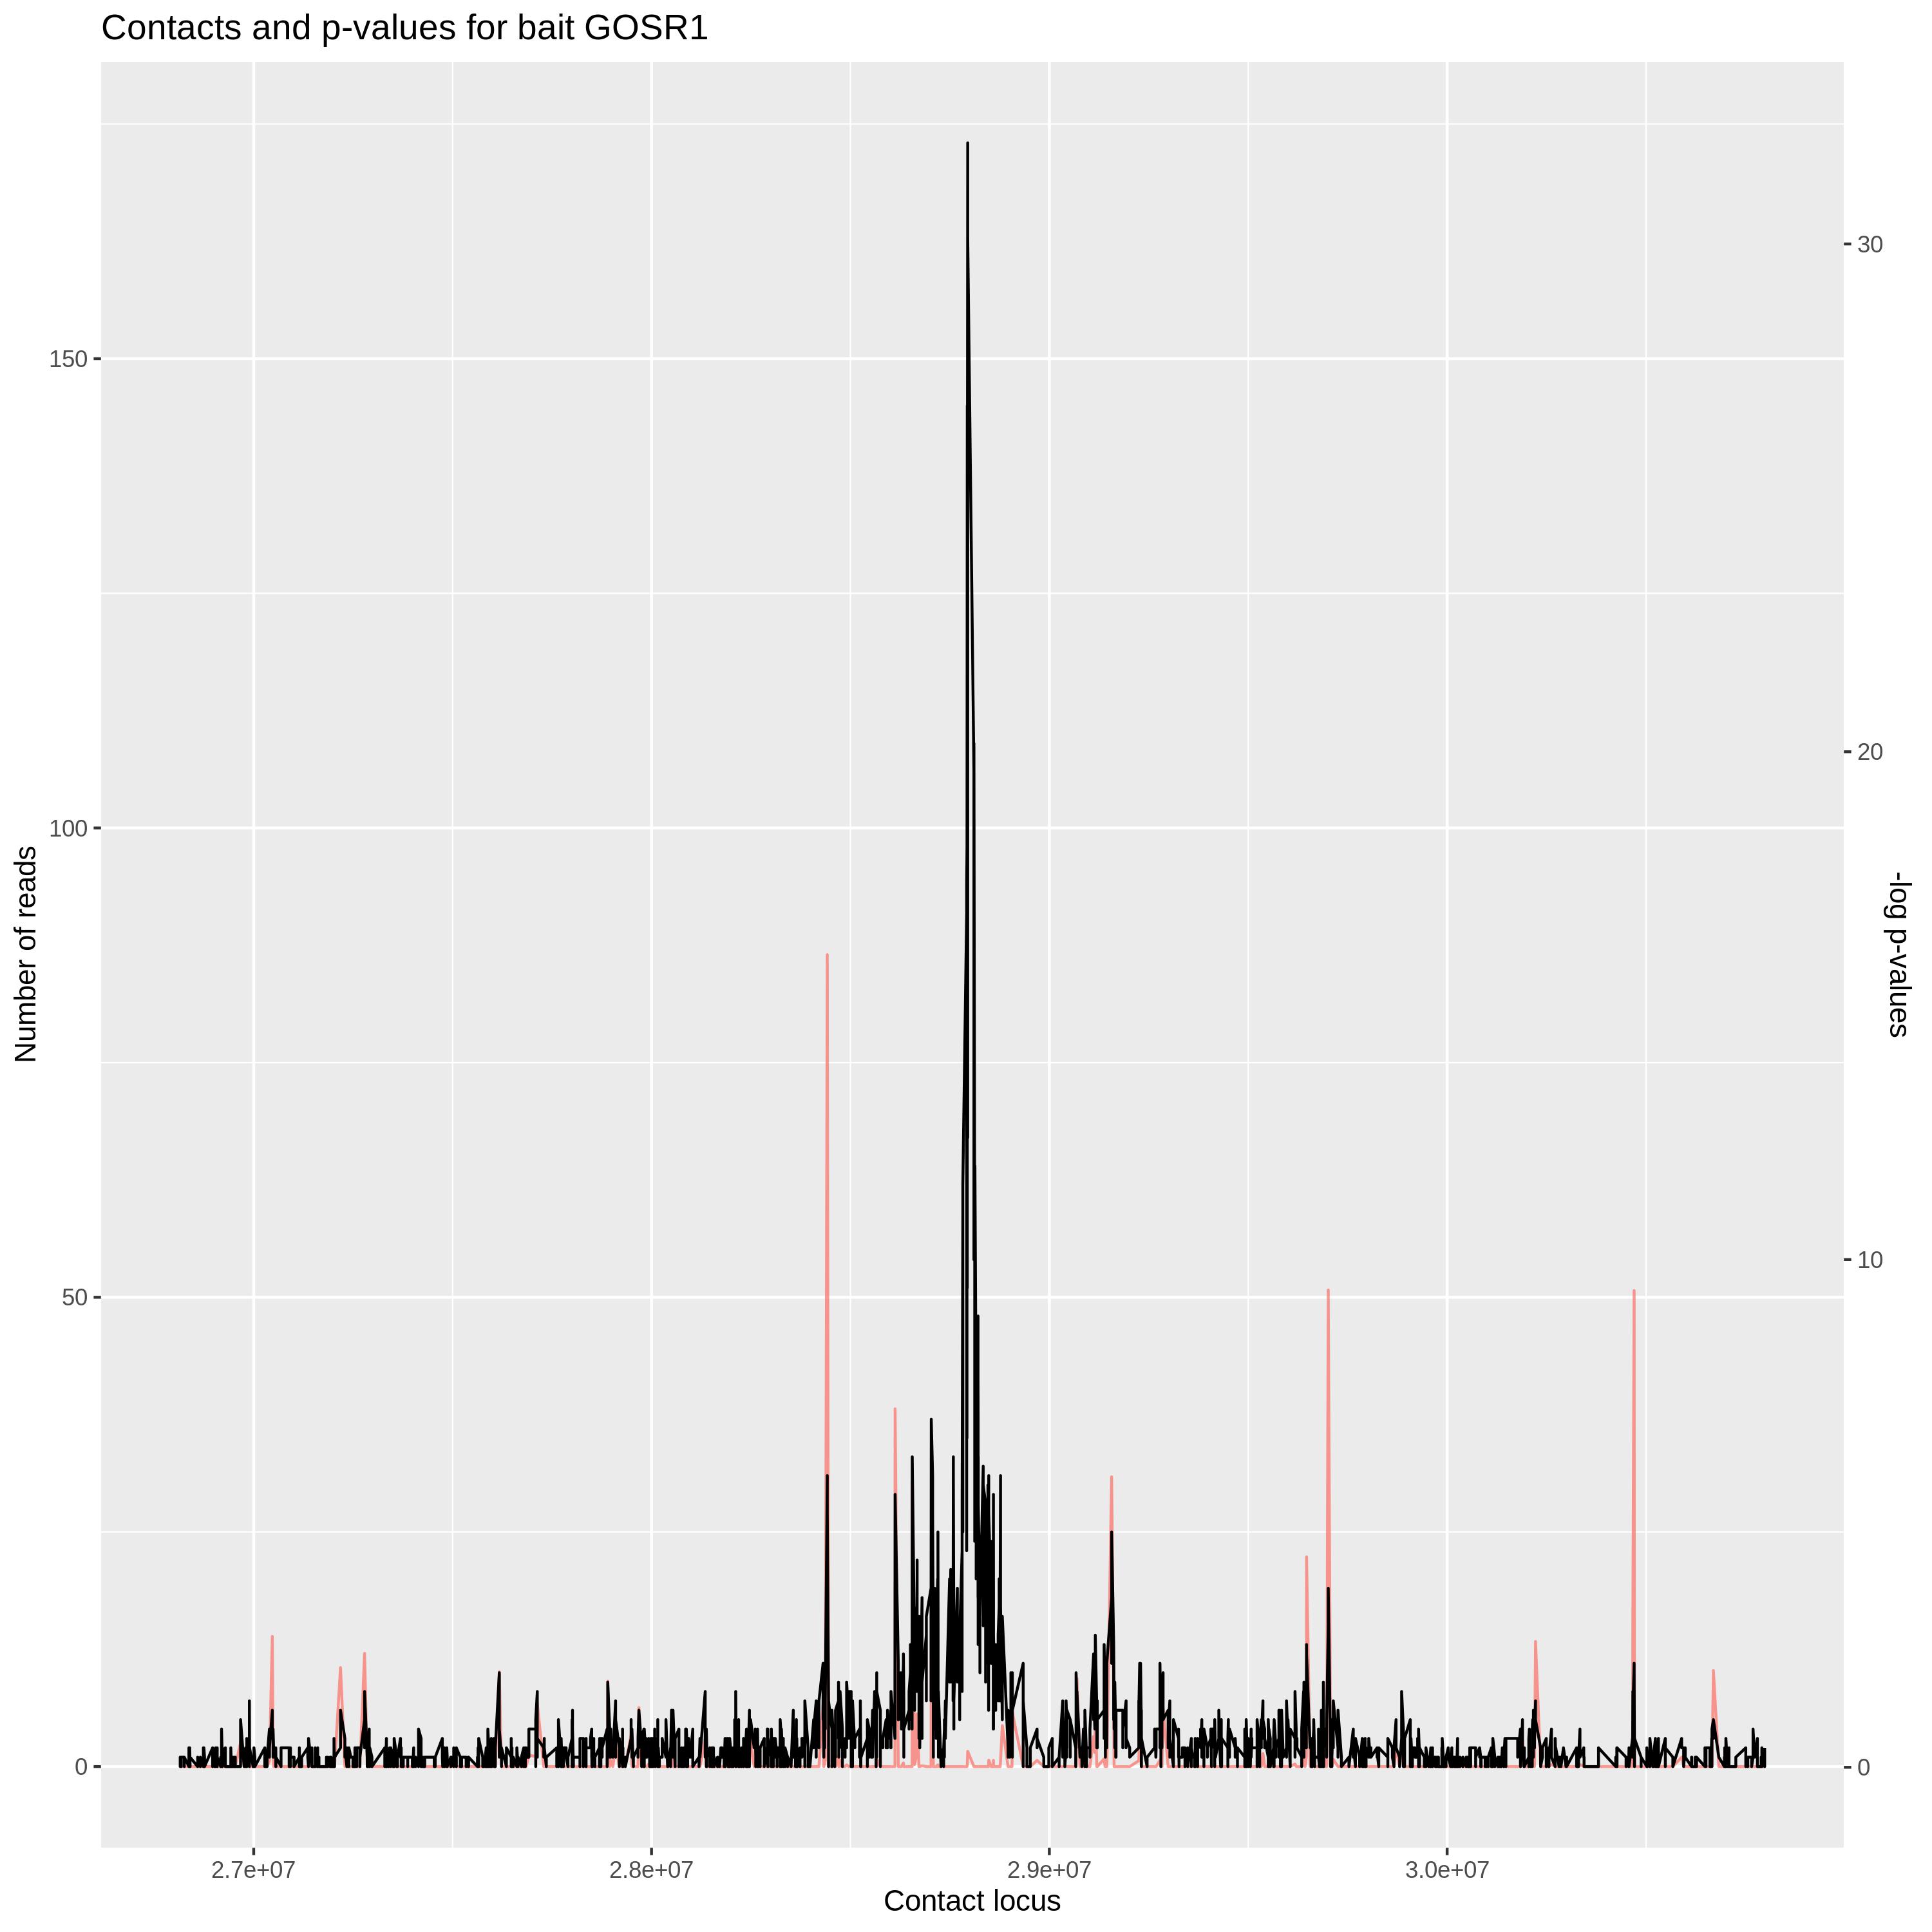 Contacts and p-values for bait GOSR1
150
100
50
0
Number of reads
30
20
10
0
-log p-values
2.7e+07 2.8e+07 2.9e+07 3.0e+07
Contact locus